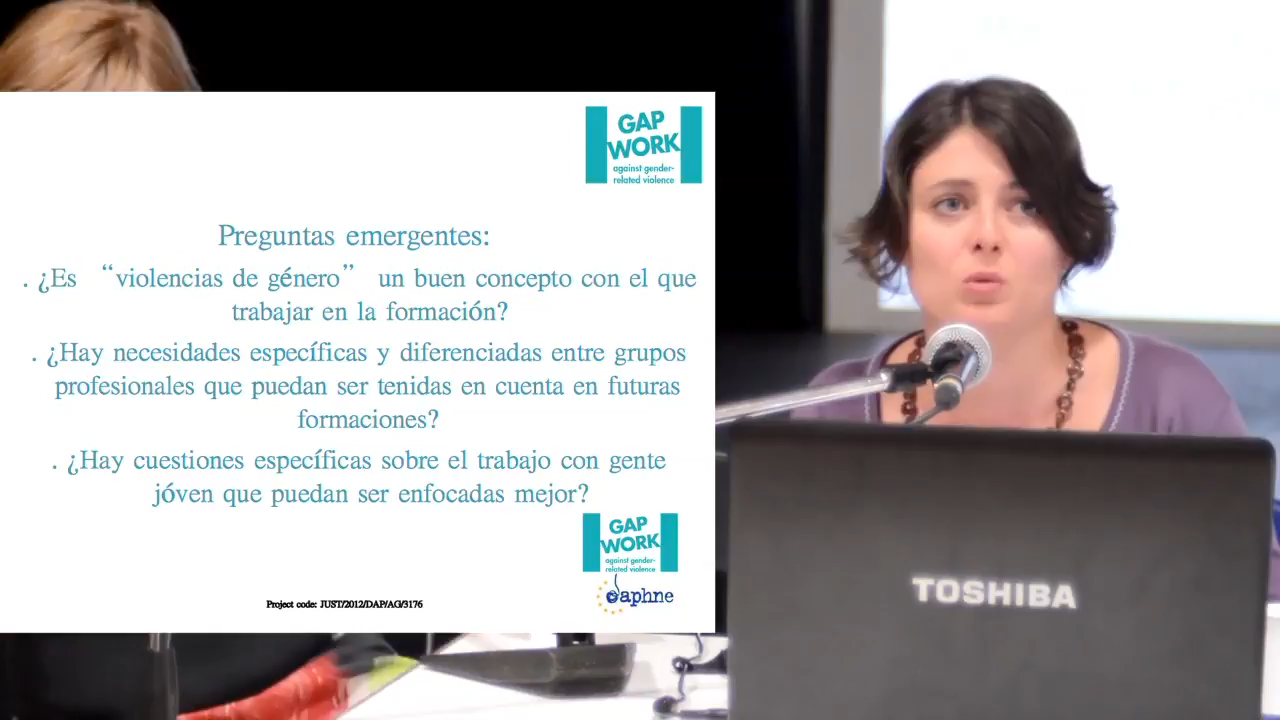 GAP
WORK
against gender-
related violence
Preguntas emergentes:
. ¿Es “violencias de género” un buen concepto con el que
trabajar en la formación?
. ¿Hay necesidades específicas y diferenciadas entre grupos
profesionales que puedan ser tenidas en cuenta en futuras
formaciones?
. ¿Hay cuestiones específicas sobre el trabajo con gente
jóven que puedan ser enfocadas mejor?
GAP
WORK
against gender-
related violence
daphne
Project code: JUST/2012/DAP/AG/3176
TOSHIBA